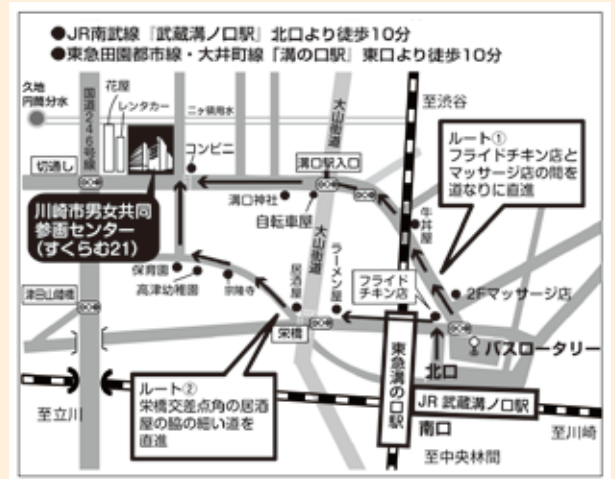 ●JR南武線『武蔵溝ノ口駅』北口より徒歩10分
●東急田園都市線・大井町線「溝の口駅」東口より徒歩10分
久地
円筒分水
国道246号線
花屋
レンタカー
二ヶ領用水
大山街道
至渋谷
コンビニ
切通し
溝口駅入口
ルート①
フライドチキン店と
マッサージ店の間を
道なりに直進
川崎市男女共同
参画センター
(すくらむ21)
溝口神社
自転車屋
牛丼屋
大山街道
ラーメン屋
居酒屋
保育園
高津幼稚園
宗隆寺
フライド
チキン店
2Fマッサージ店
津田山陸橋
栄橋
バスロータリー
北口
ルート②
栄橋交差点角の居酒
屋の脇の細い道を
直進
東急溝の口駅
JR 武蔵溝ノ口駅
南口
至立川
至川崎
至中央林間